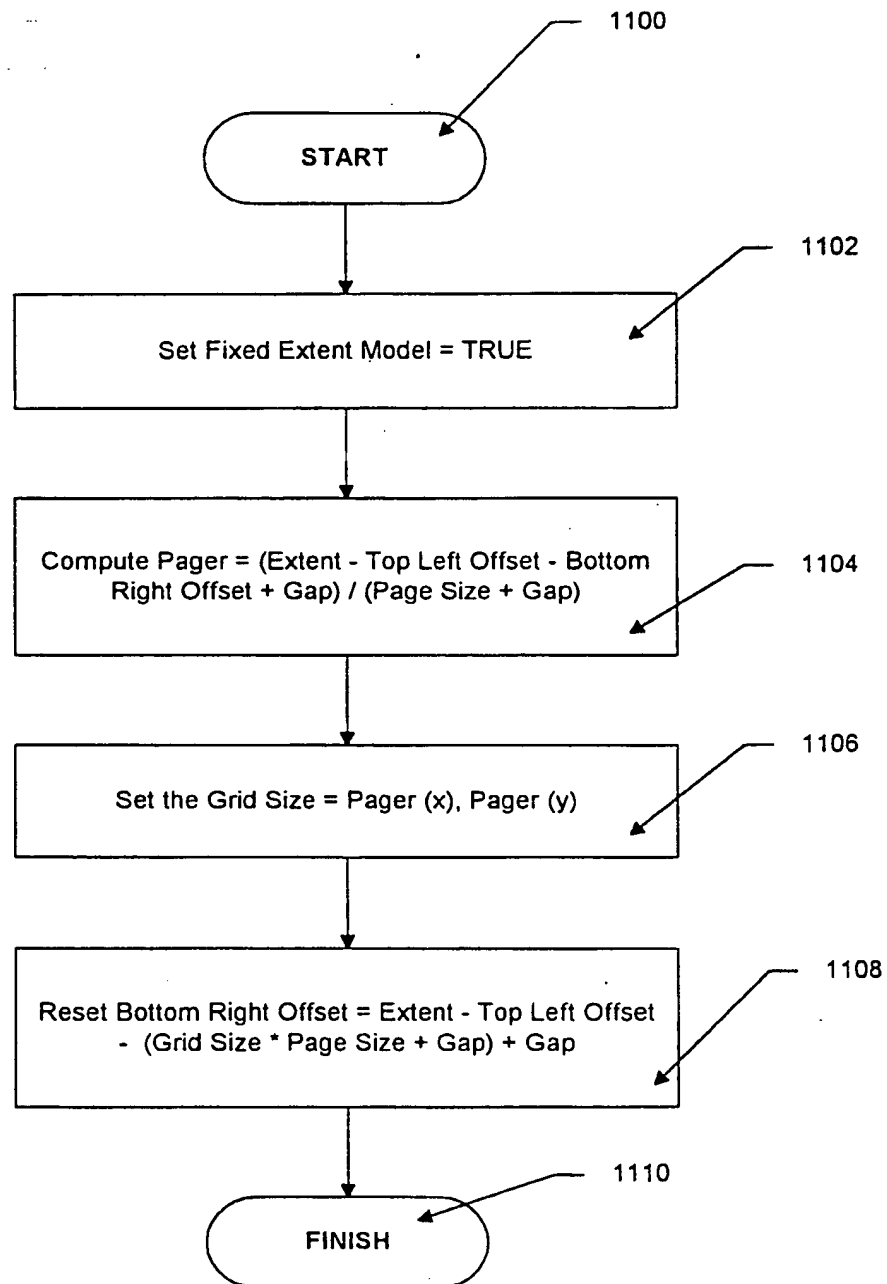 1100
START
1102
Set Fixed Extent Model = TRUE
Compute Pager = (Extent - Top Left Offset - Bottom
Right Offset + Gap) / (Page Size + Gap)
1104
1106
Set the Grid Size = Pager (x), Pager (y)
1108
Reset Bottom Right Offset = Extent - Top Left Offset
- (Grid Size * Page Size + Gap) + Gap
1110
FINISH